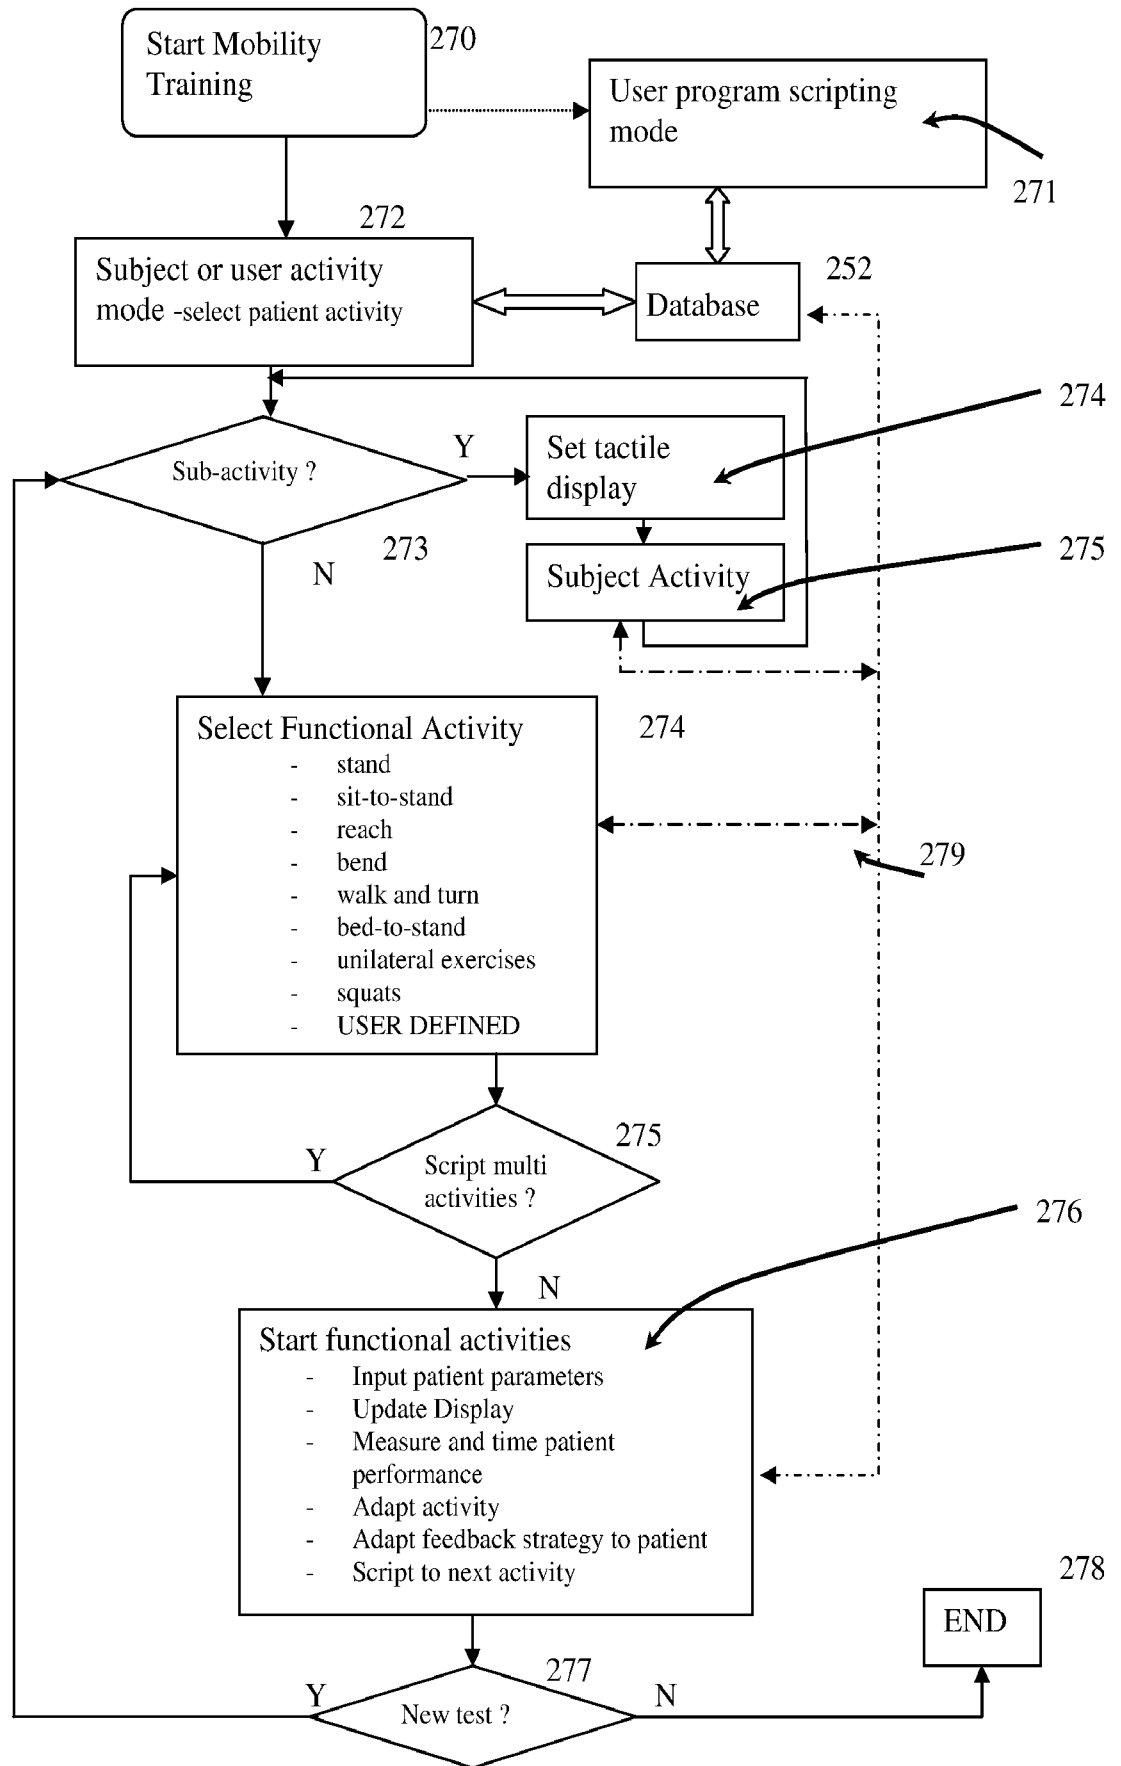 Start Mobility
Training
270
User program scripting
mode
271
272
Subject or user activity
mode -select patient activity
252
Database
274
Y
Set tactile
display
Sub-activity ?
273
275
N
Subject Activity
274
Select Functional Activity
- stand
- sit-to-stand
- reach
- bend
- walk and turn
- bed-to-stand
- unilateral exercises
- squats
- USER DEFINED
279
275
Y
Script multi
activities ?
276
N
Start functional activities
- Input patient parameters
- Update Display
- Measure and time patient
performance
- Adapt activity
- Adapt feedback strategy to patient
- Script to next activity
278
END
277
Y
N
New test ?